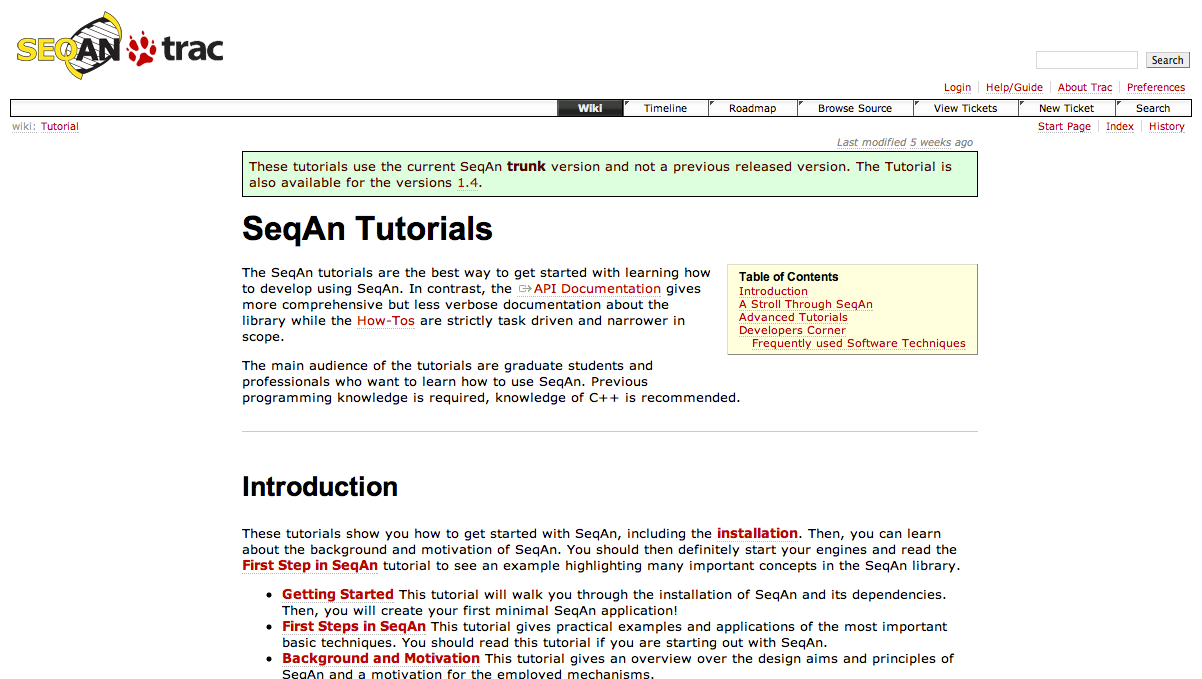 SEQAN trac
Search
Login Help/Guide About Trac Preferences
Wiki Timeline Roadmap Browse Source View Tickets New Ticket Search
wiki: Tutorial
Start Page Index History
Last modified 5 weeks ago
These tutorials use the current SeqAn trunk version and not a previous released version. The Tutorial is
also available for the versions 1.4.
SeqAn Tutorials
The SeqAn tutorials are the best way to get started with learning how
to develop using SeqAn. In contrast, the API Documentation gives
more comprehensive but less verbose documentation about the
library while the How-Tos are strictly task driven and narrower in
scope.
Table of Contents
Introduction
A Stroll Through SeqAn
Advanced Tutorials
Developers Corner
Frequently used Software Techniques
The main audience of the tutorials are graduate students and
professionals who want to learn how to use SeqAn. Previous
programming knowledge is required, knowledge of C++ is recommended.
Introduction
These tutorials show you how to get started with SeqAn, including the installation. Then, you can learn
about the background and motivation of SeqAn. You should then definitely start your engines and read the
First Step in SeqAn tutorial to see an example highlighting many important concepts in the SeqAn library.
• Getting Started This tutorial will walk you through the installation of SeqAn and its dependencies.
Then, you will create your first minimal SeqAn application!
• First Steps in SeqAn This tutorial gives practical examples and applications of the most important
basic techniques. You should read this tutorial if you are starting out with SeqAn.
• Background and Motivation This tutorial gives an overview over the design aims and principles of
SeqAn and a motivation for the employed mechanisms.